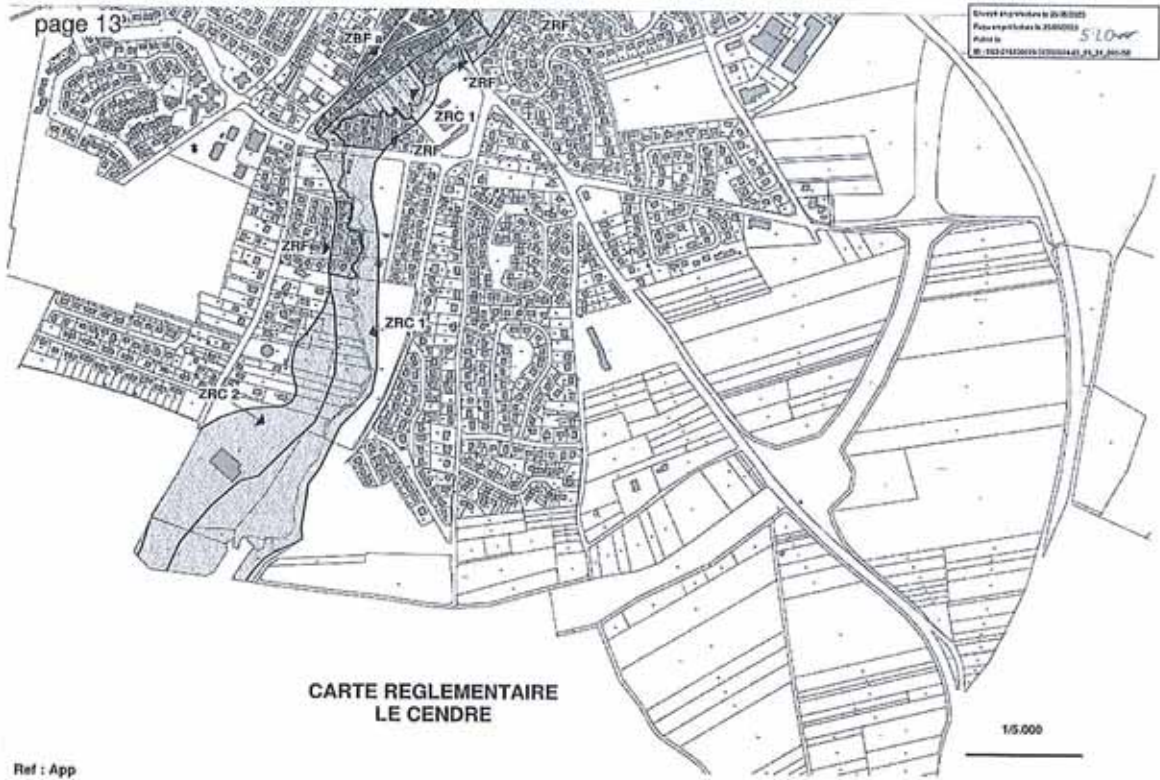 page 13
ZRF
ZBF a
ZRF
ZRC 1
ZRF
ZRF
ZRC 1
ZRC 2
CARTE REGLEMENTAIRE
LE CENDRE
1/5.000
Ref : App